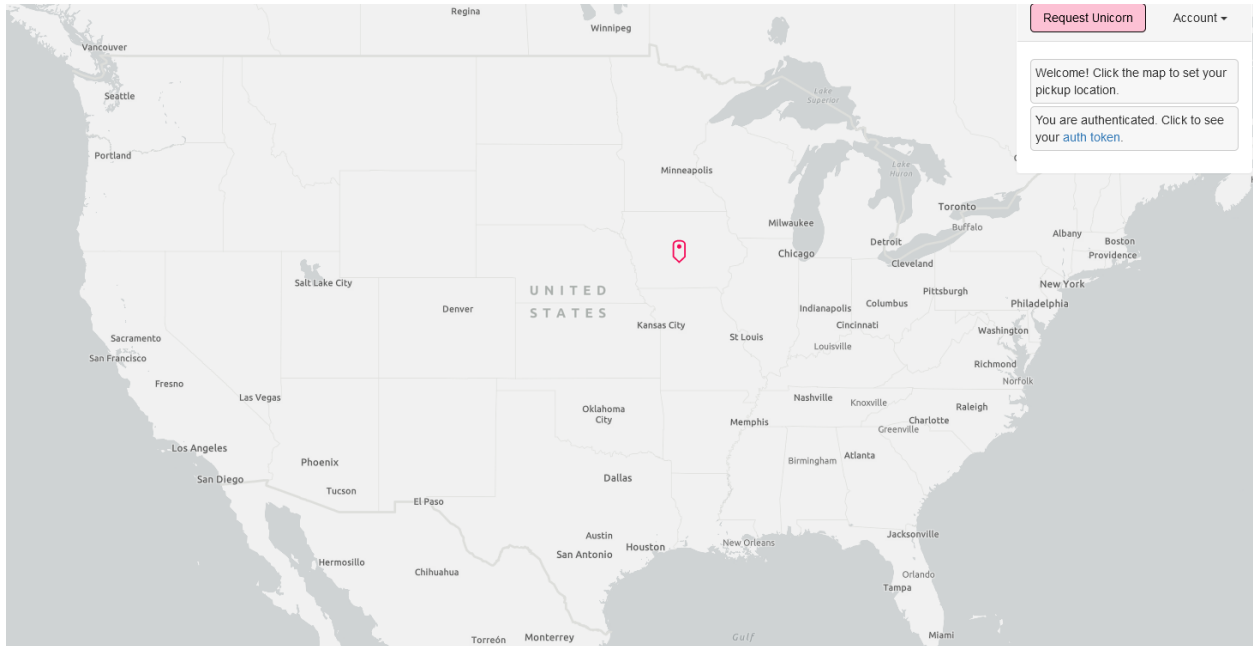 Regina
Winnipeg
Request Unicorn
Account
Vancouver
Welcome! Click the map to set your
pickup location.
Lake
Superior
Seattle
You are authenticated. Click to see
your auth token.
Portland
Minneapolis
Lake
Huron
Toronto
Milwaukee
Buffalo
Albany
Detroit
Boston
Chicago
Providence
Cleveland
Salt Lake City
New York
UNITED
Pittsburgh
Columbus
Philadelphia
Denver
Indianapolis
STATES
Kansas City
Cincinnati
Washington
Sacramento
St Louis
Louisville
San Francisco
Richmond
Fresno
Norfolk
Las Vegas
Nashville
Knoxville
Raleigh
Oklahoma
City
Memphis
Charlotte
Greenville
Los Angeles
Atlanta
Phoenix
Birmingham
San Diego
Dallas
Tucson
El Paso
Austin
Jacksonville
New Orleans
Houston
San Antonio
Hermosillo
Chihuahua
Orlando
Tampa
Miami
Torreón
Monterrey
Gulf